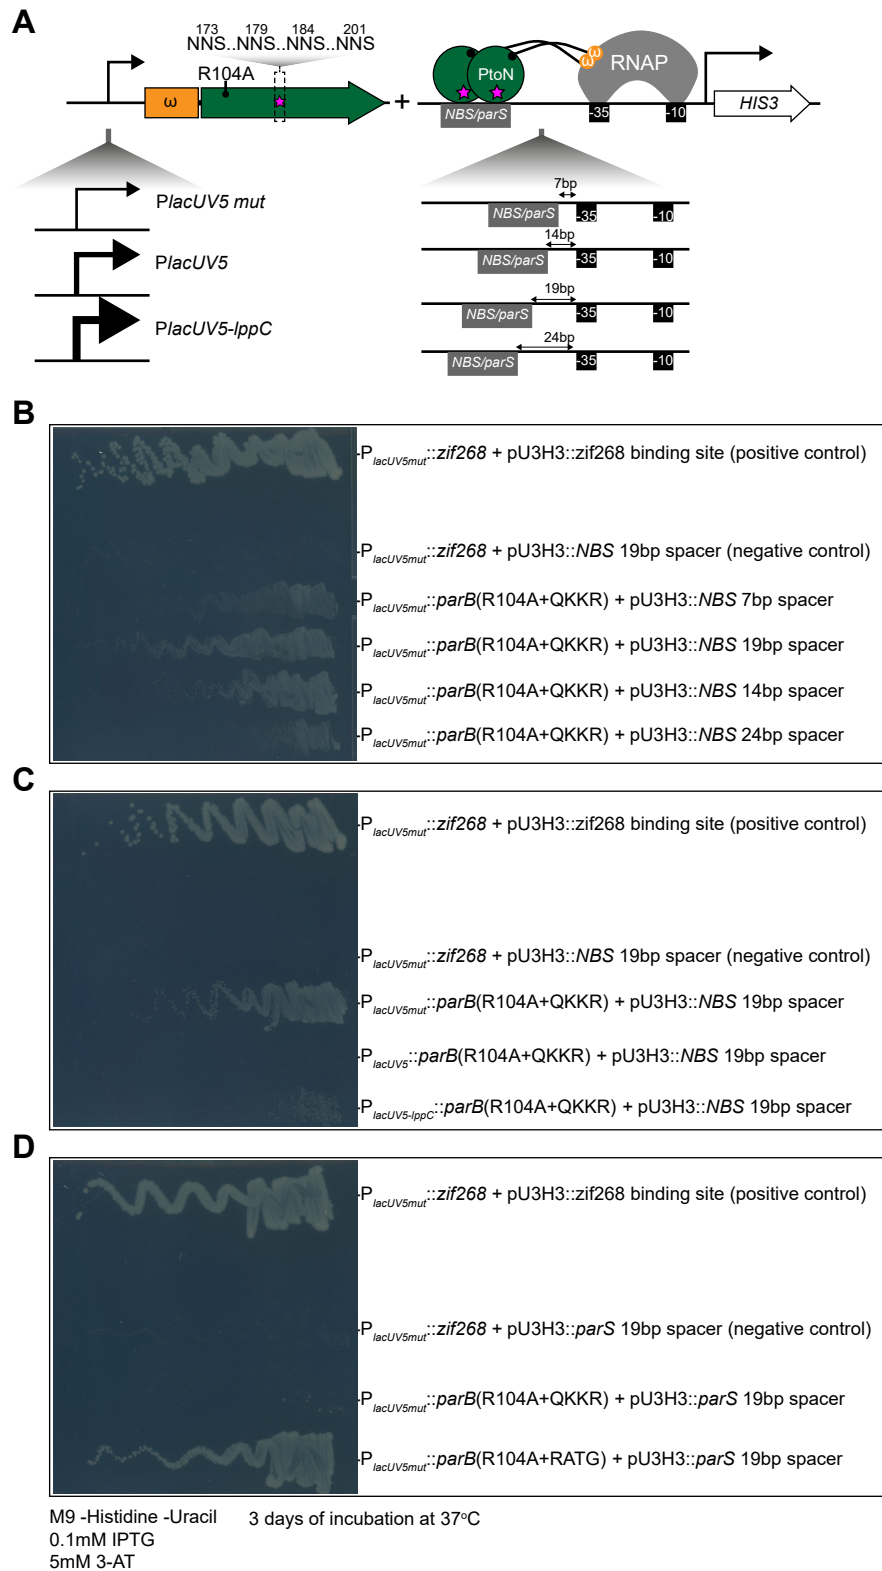 A
173 179 184 201
NNS..NNS..NNS..NNS
R104A
ω
+
PtoN
ω
ω
RNAP
NBS/parS
-35
-10
HIS3
PlacUV5 mut
PlacUV5
PlacUV5-lppC
7bp
NBS/parS
-35
-10
14bp
NBS/parS
-35
-10
19bp
NBS/parS
-35
-10
24bp
NBS/parS
-35
-10
B
-PlacUV5mut::zif268 + pU3H3::zif268 binding site (positive control)
-PlacUV5mut::zif268 + pU3H3::NBS 19bp spacer (negative control)
-PlacUV5mut::parB(R104A+QKKR) + pU3H3::NBS 7bp spacer
-PlacUV5mut::parB(R104A+QKKR) + pU3H3::NBS 19bp spacer
-PlacUV5mut::parB(R104A+QKKR) + pU3H3::NBS 14bp spacer
-PlacUV5mut::parB(R104A+QKKR) + pU3H3::NBS 24bp spacer
C
-PlacUV5mut::zif268 + pU3H3::zif268 binding site (positive control)
-PlacUV5mut::zif268 + pU3H3::NBS 19bp spacer (negative control)
-PlacUV5mut::parB(R104A+QKKR) + pU3H3::NBS 19bp spacer
-PlacUV5::parB(R104A+QKKR) + pU3H3::NBS 19bp spacer
-PlacUV5-lppC::parB(R104A+QKKR) + pU3H3::NBS 19bp spacer
D
-PlacUV5mut::zif268 + pU3H3::zif268 binding site (positive control)
-PlacUV5mut::zif268 + pU3H3::parS 19bp spacer (negative control)
-PlacUV5mut::parB(R104A+QKKR) + pU3H3::parS 19bp spacer
-PlacUV5mut::parB(R104A+RATG) + pU3H3::parS 19bp spacer
M9 -Histidine -Uracil 3 days of incubation at 37°C
0.1mM IPTG
5mM 3-AT